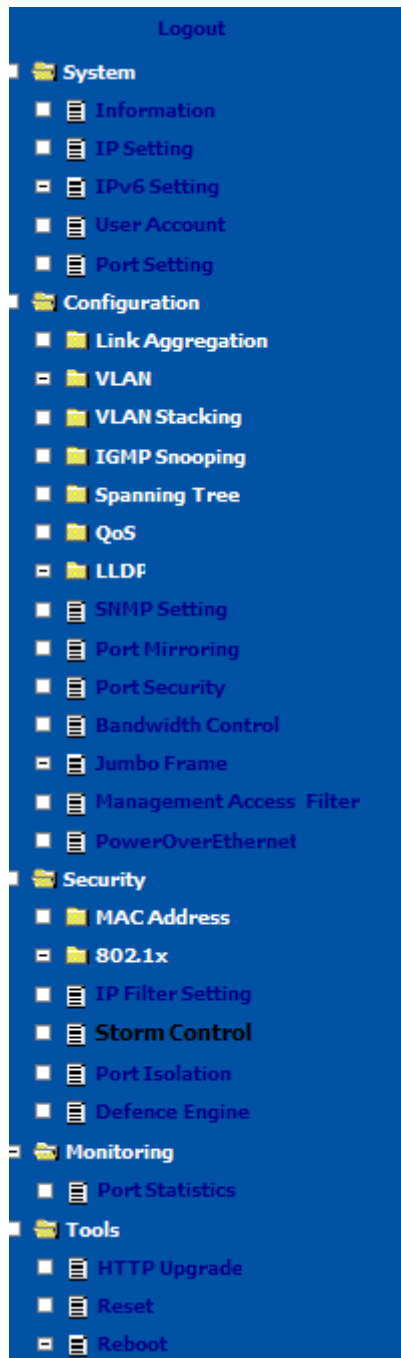 Logout
System
Information
IP Setting
IPv6 Setting
User Account
Port Setting
Configuration
Link Aggregation
VLAN
VLAN Stacking
IGMP Snooping
Spanning Tree
QoS
LLDP
SNMP Setting
Port Mirroring
Port Security
Bandwidth Control
Jumbo Frame
Management Access Filter
PowerOverEthernet
Security
MAC Address
802.1x
IP Filter Setting
Storm Control
Port Isolation
Defence Engine
Monitoring
Port Statistics
Tools
HTTP Upgrade
Reset
Reboot